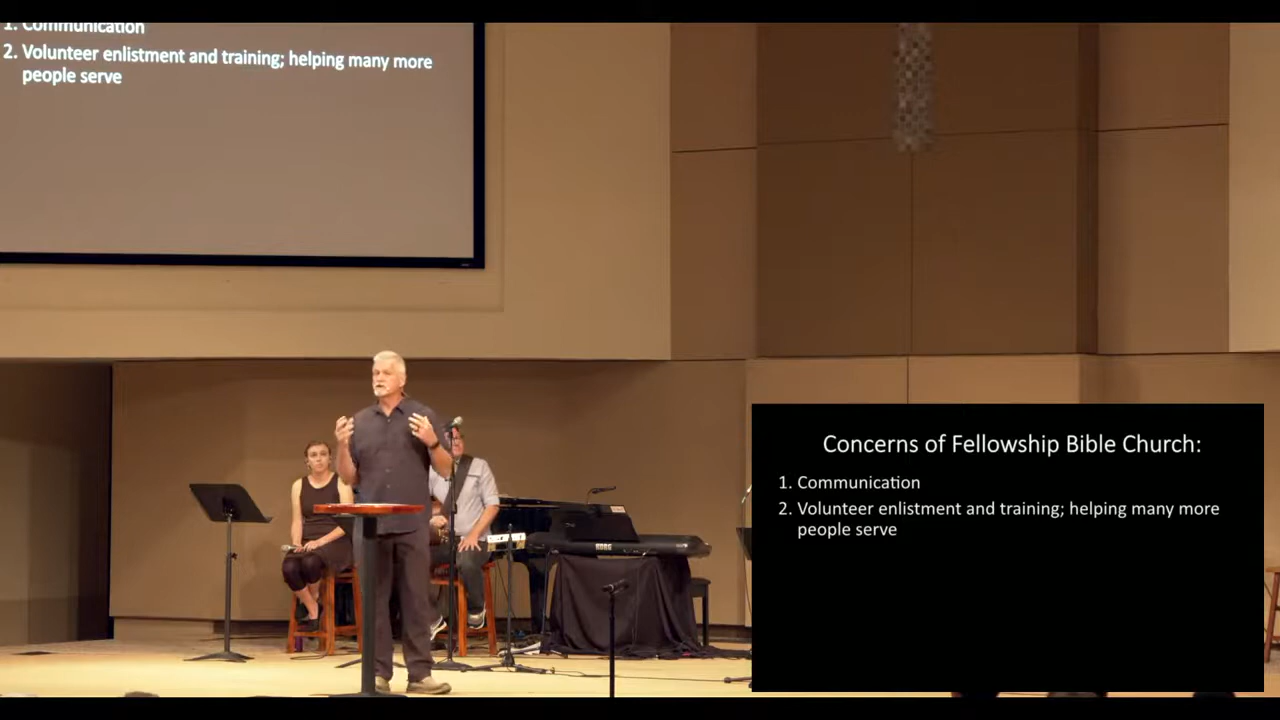 1. Communication
2. Volunteer enlistment and training; helping many more
people serve
KORG
Concerns of Fellowship Bible Church:
1. Communication
2. Volunteer enlistment and training; helping many more
people serve